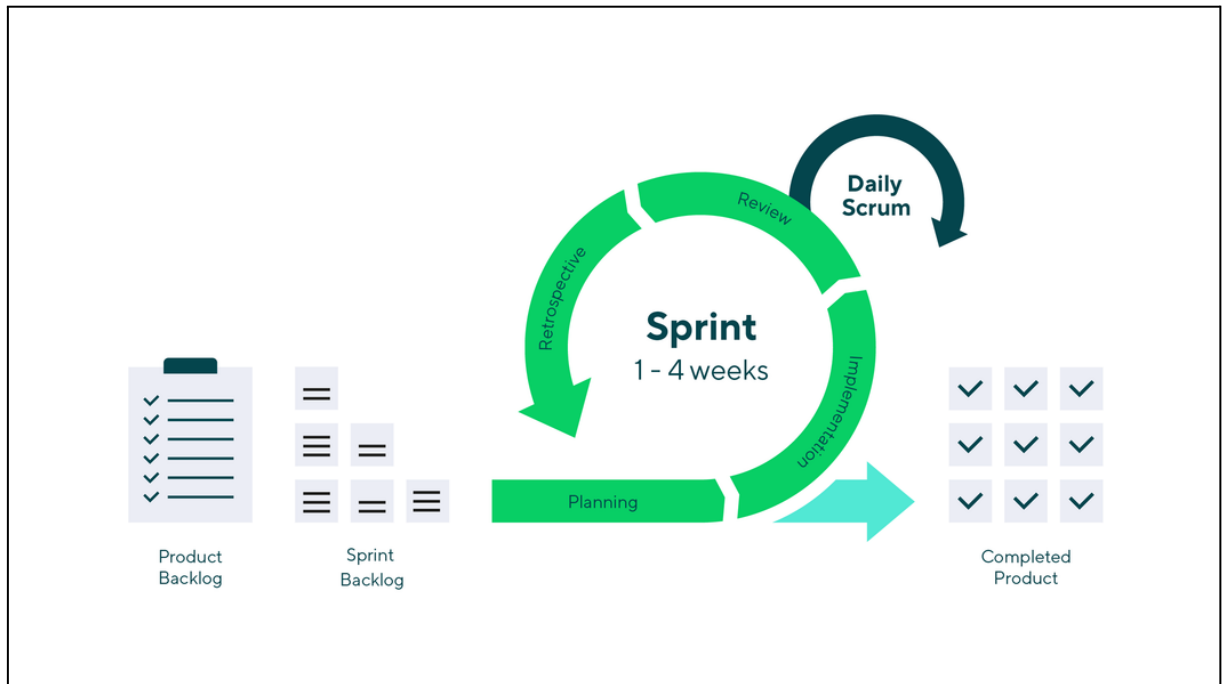 Product
Backlog
Sprint
Backlog
Planning
Implementation
Review
Retrospective
Sprint
1 - 4 weeks
Daily
Scrum
Completed
Product